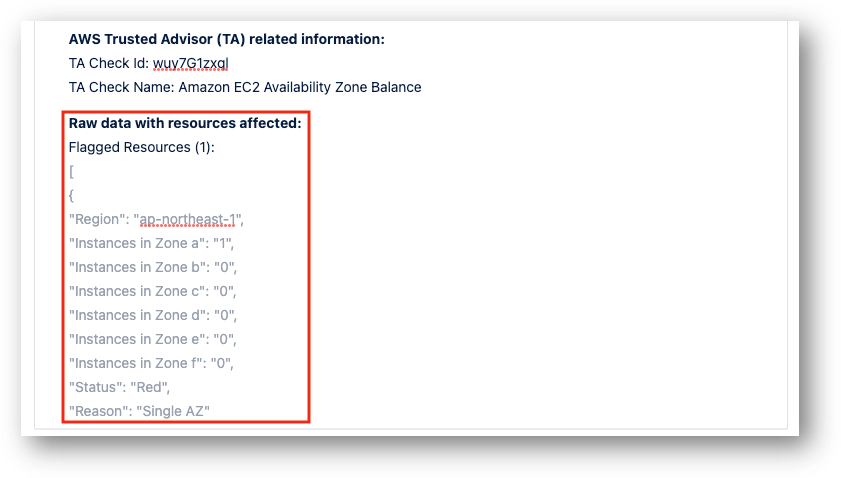 AWS Trusted Advisor (TA) related information:
TA Check Id: wuy7G1zxql
TA Check Name: Amazon EC2 Availability Zone Balance
Raw data with resources affected:
Flagged Resources (1):
[
{
"Region": "ap-northeast-1",
"Instances in Zone a": "1",
"Instances in Zone b": "0",
"Instances in Zone c": "0",
"Instances in Zone d": "0",
"Instances in Zone e": "0",
"Instances in Zone f": "0",
"Status": "Red",
"Reason": "Single AZ"